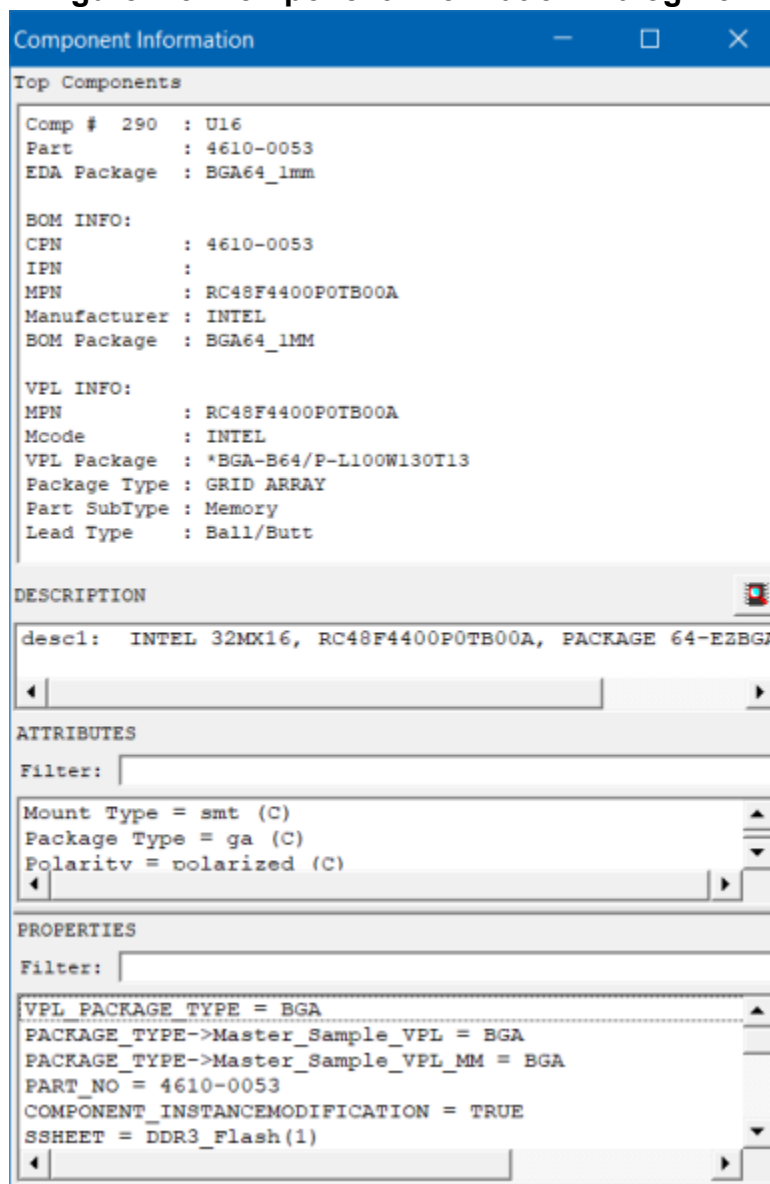 Component Information
Top Components
Comp #  290  : U16
Part         : 4610-0053
EDA Package  : BGA64_1mm
BOM INFO:
CPN          : 4610-0053
IPN          :
MPN          : RC48F4400P0TB00A
Manufacturer : INTEL
BOM Package  : BGA64_1MM
VPL INFO:
MPN          : RC48F4400P0TB00A
Mcode        : INTEL
VPL Package  : *BGA-B64/P-L100W130T13
Package Type : GRID ARRAY
Part SubType : Memory
Lead Type    : Ball/Butt
DESCRIPTION
desc1:  INTEL 32MX16, RC48F4400P0TB00A, PACKAGE 64-EZBGA
ATTRIBUTES
Filter:
Mount Type = smt (C)
Package Type = ga (C)
Polarity = polarized (C)
PROPERTIES
Filter:
VPL_PACKAGE_TYPE = BGA
PACKAGE_TYPE->Master_Sample_VPL = BGA
PACKAGE_TYPE->Master_Sample_VPL_MM = BGA
PART_NO = 4610-0053
COMPONENT_INSTANCEMODIFICATION = TRUE
SSHEET = DDR3_Flash(1)